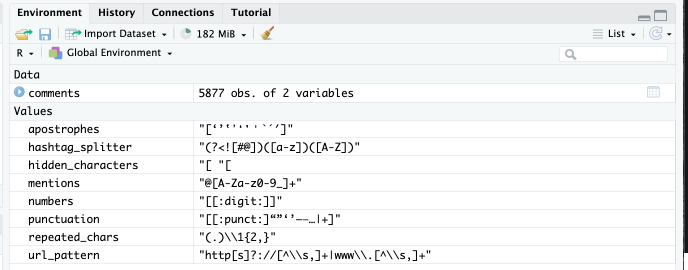 Environment History Connections Tutorial
Import Dataset 182 MiB List
R Global Environment
Data
comments 5877 obs. of 2 variables
Values
apostrophes "[‘’‛'ʻʼ'ˈ`´′]"
hashtag_splitter "(?<![#@])([a-z])([A-Z])"
hidden_characters "[ "[
mentions "@[A-Za-z0-9_]+"
numbers "[[:digit:]]"
punctuation "[[:punct:]“”‘’–—…|+]"
repeated_chars "(.)\\1{2,}"
url_pattern "http[s]?://[^\\s,]+|www\\.[^\\s,]+"